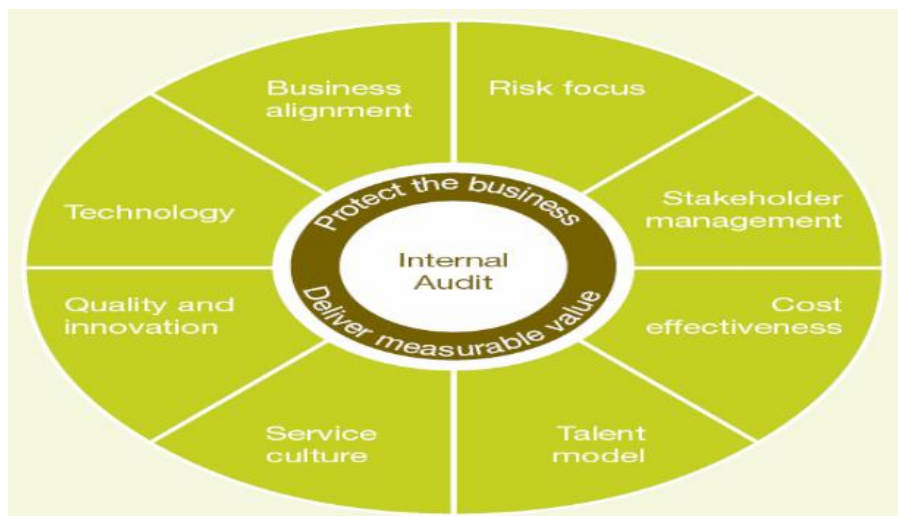 Business
alignment
Risk focus
Stakeholder
management
Cost
effectiveness
Talent
model
Service
culture
Quality and
innovation
Technology
Protect the business
Internal
Audit
Deliver measurable value